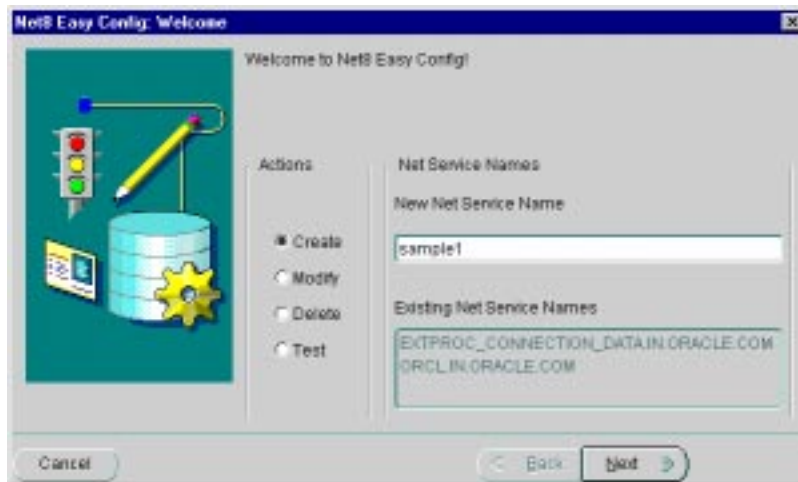 Net8 Easy Config: Welcome
Welcome to Net8 Easy Config!
Actions
Create
Modify
Delete
Test
Net Service Names
New Net Service Name
sample1
Existing Net Service Names
EXTPROC_CONNECTION_DATA.IN.ORACLE.COM
ORCL.IN.ORACLE.COM
Cancel
Back
Next